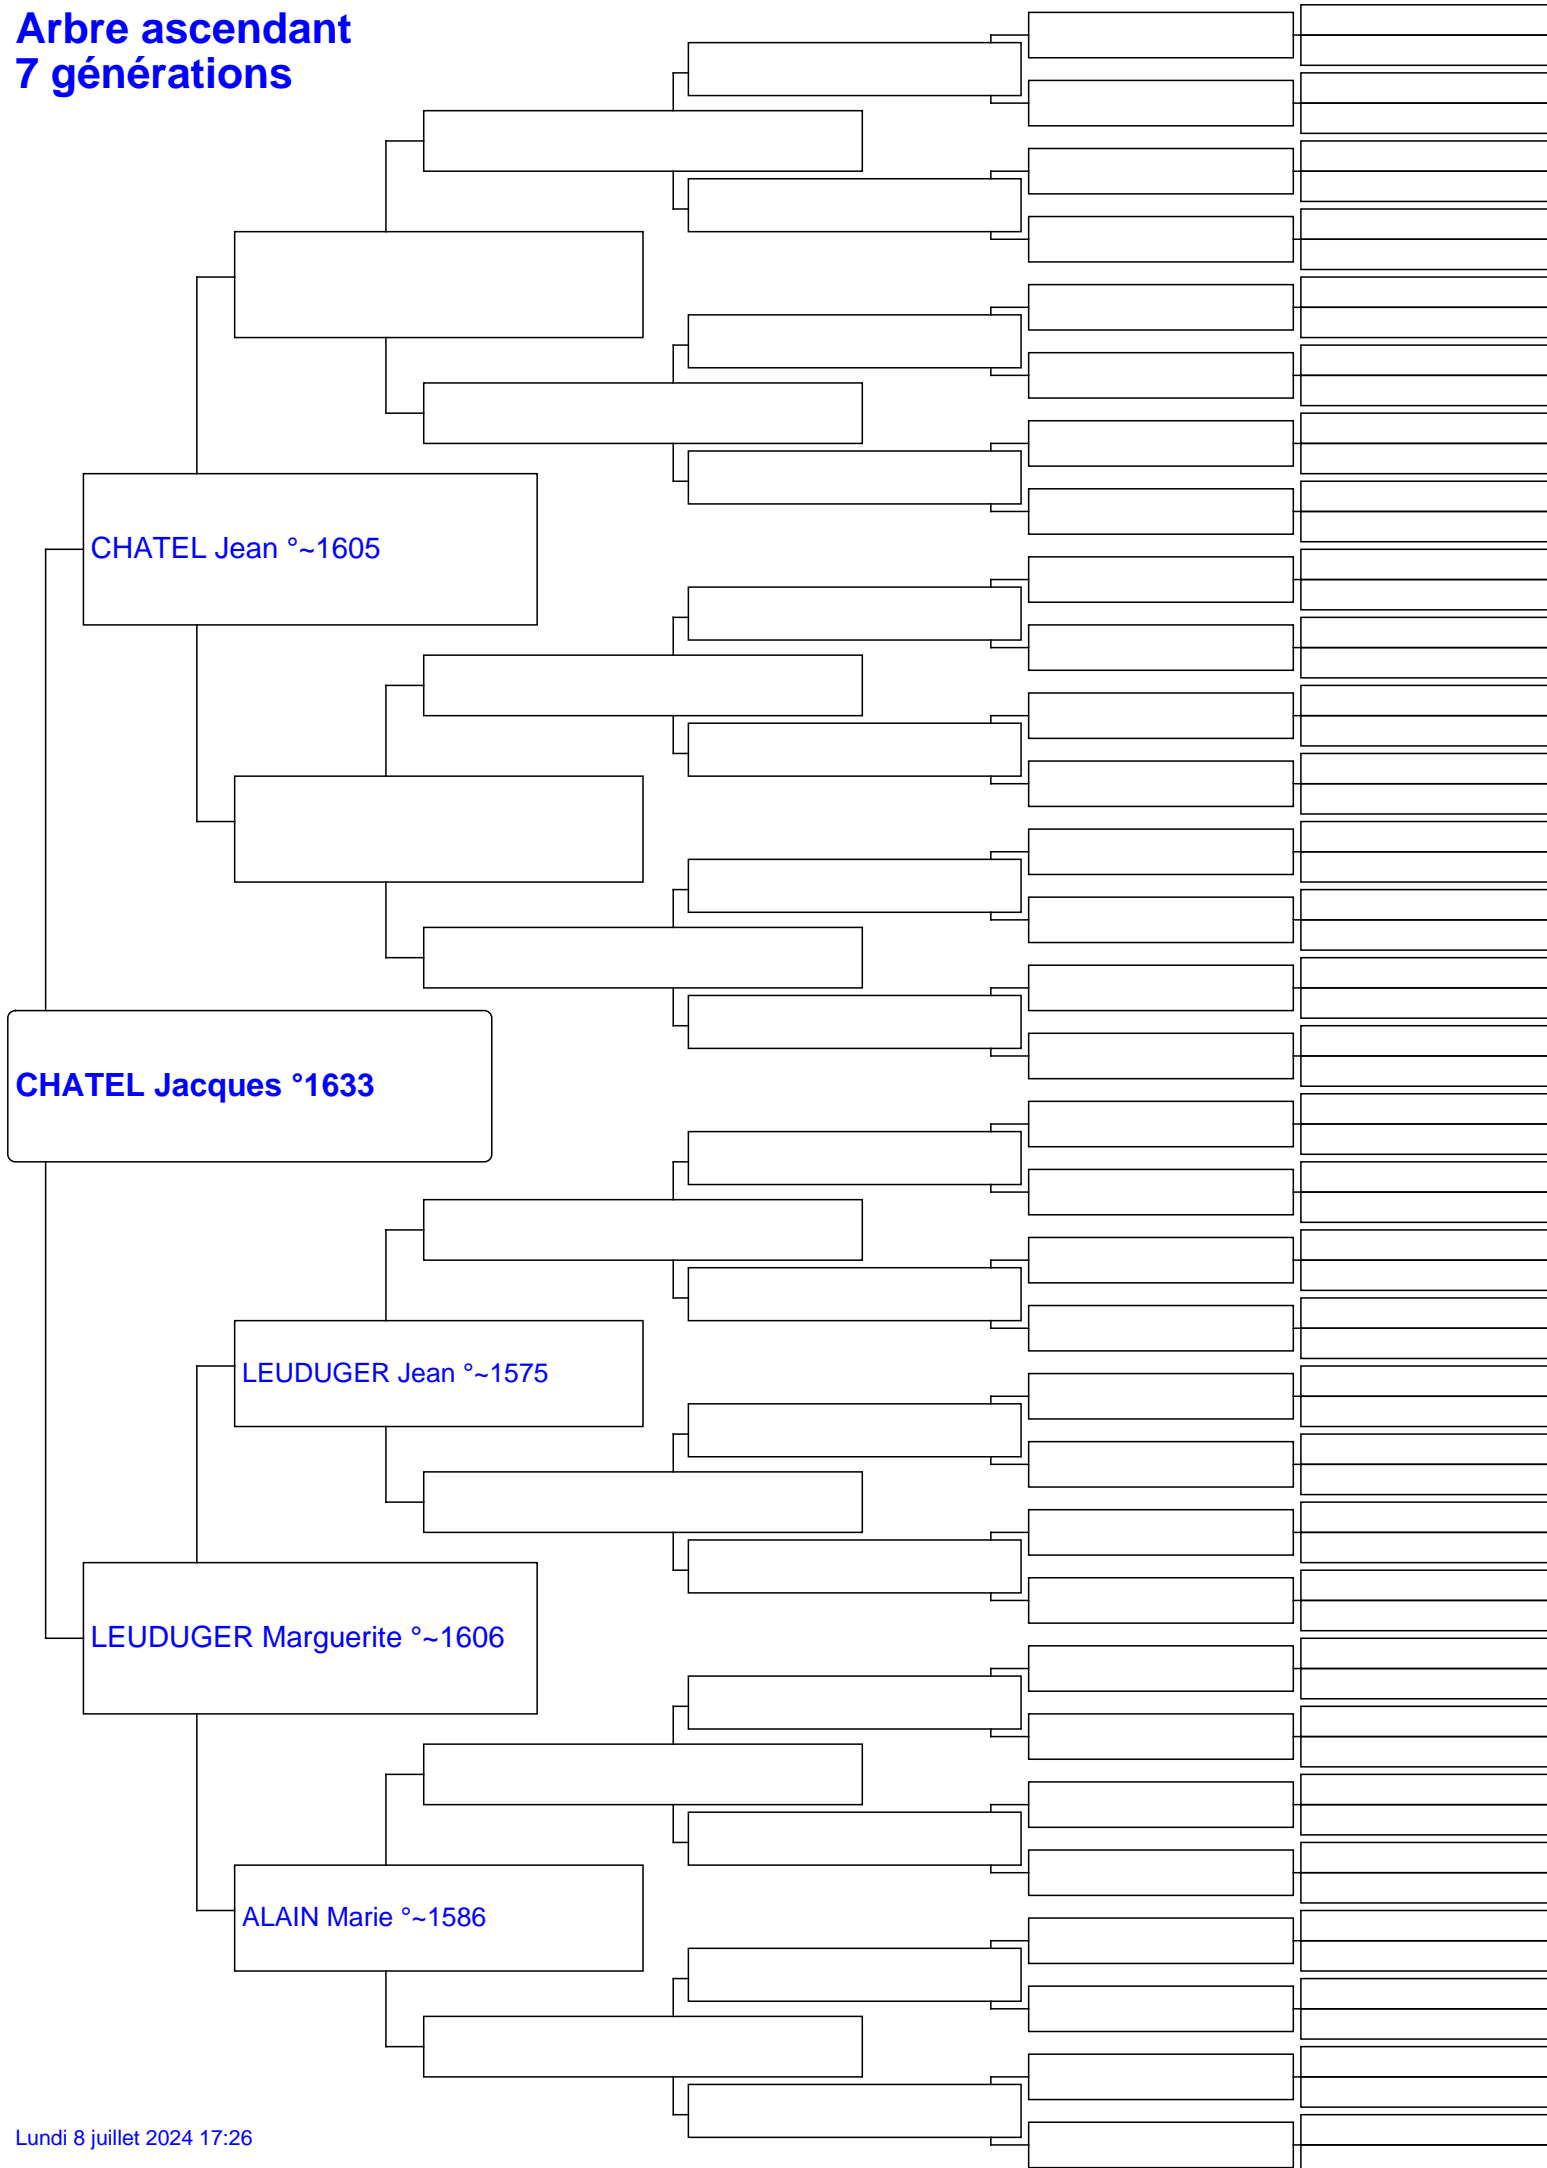 Arbre ascendant
7 générations
CHATEL Jean °~1605
CHATEL Jacques °1633
LEUDUGER Jean °~1575
LEUDUGER Marguerite °~1606
ALAIN Marie °~1586
Lundi 8 juillet 2024 17:26